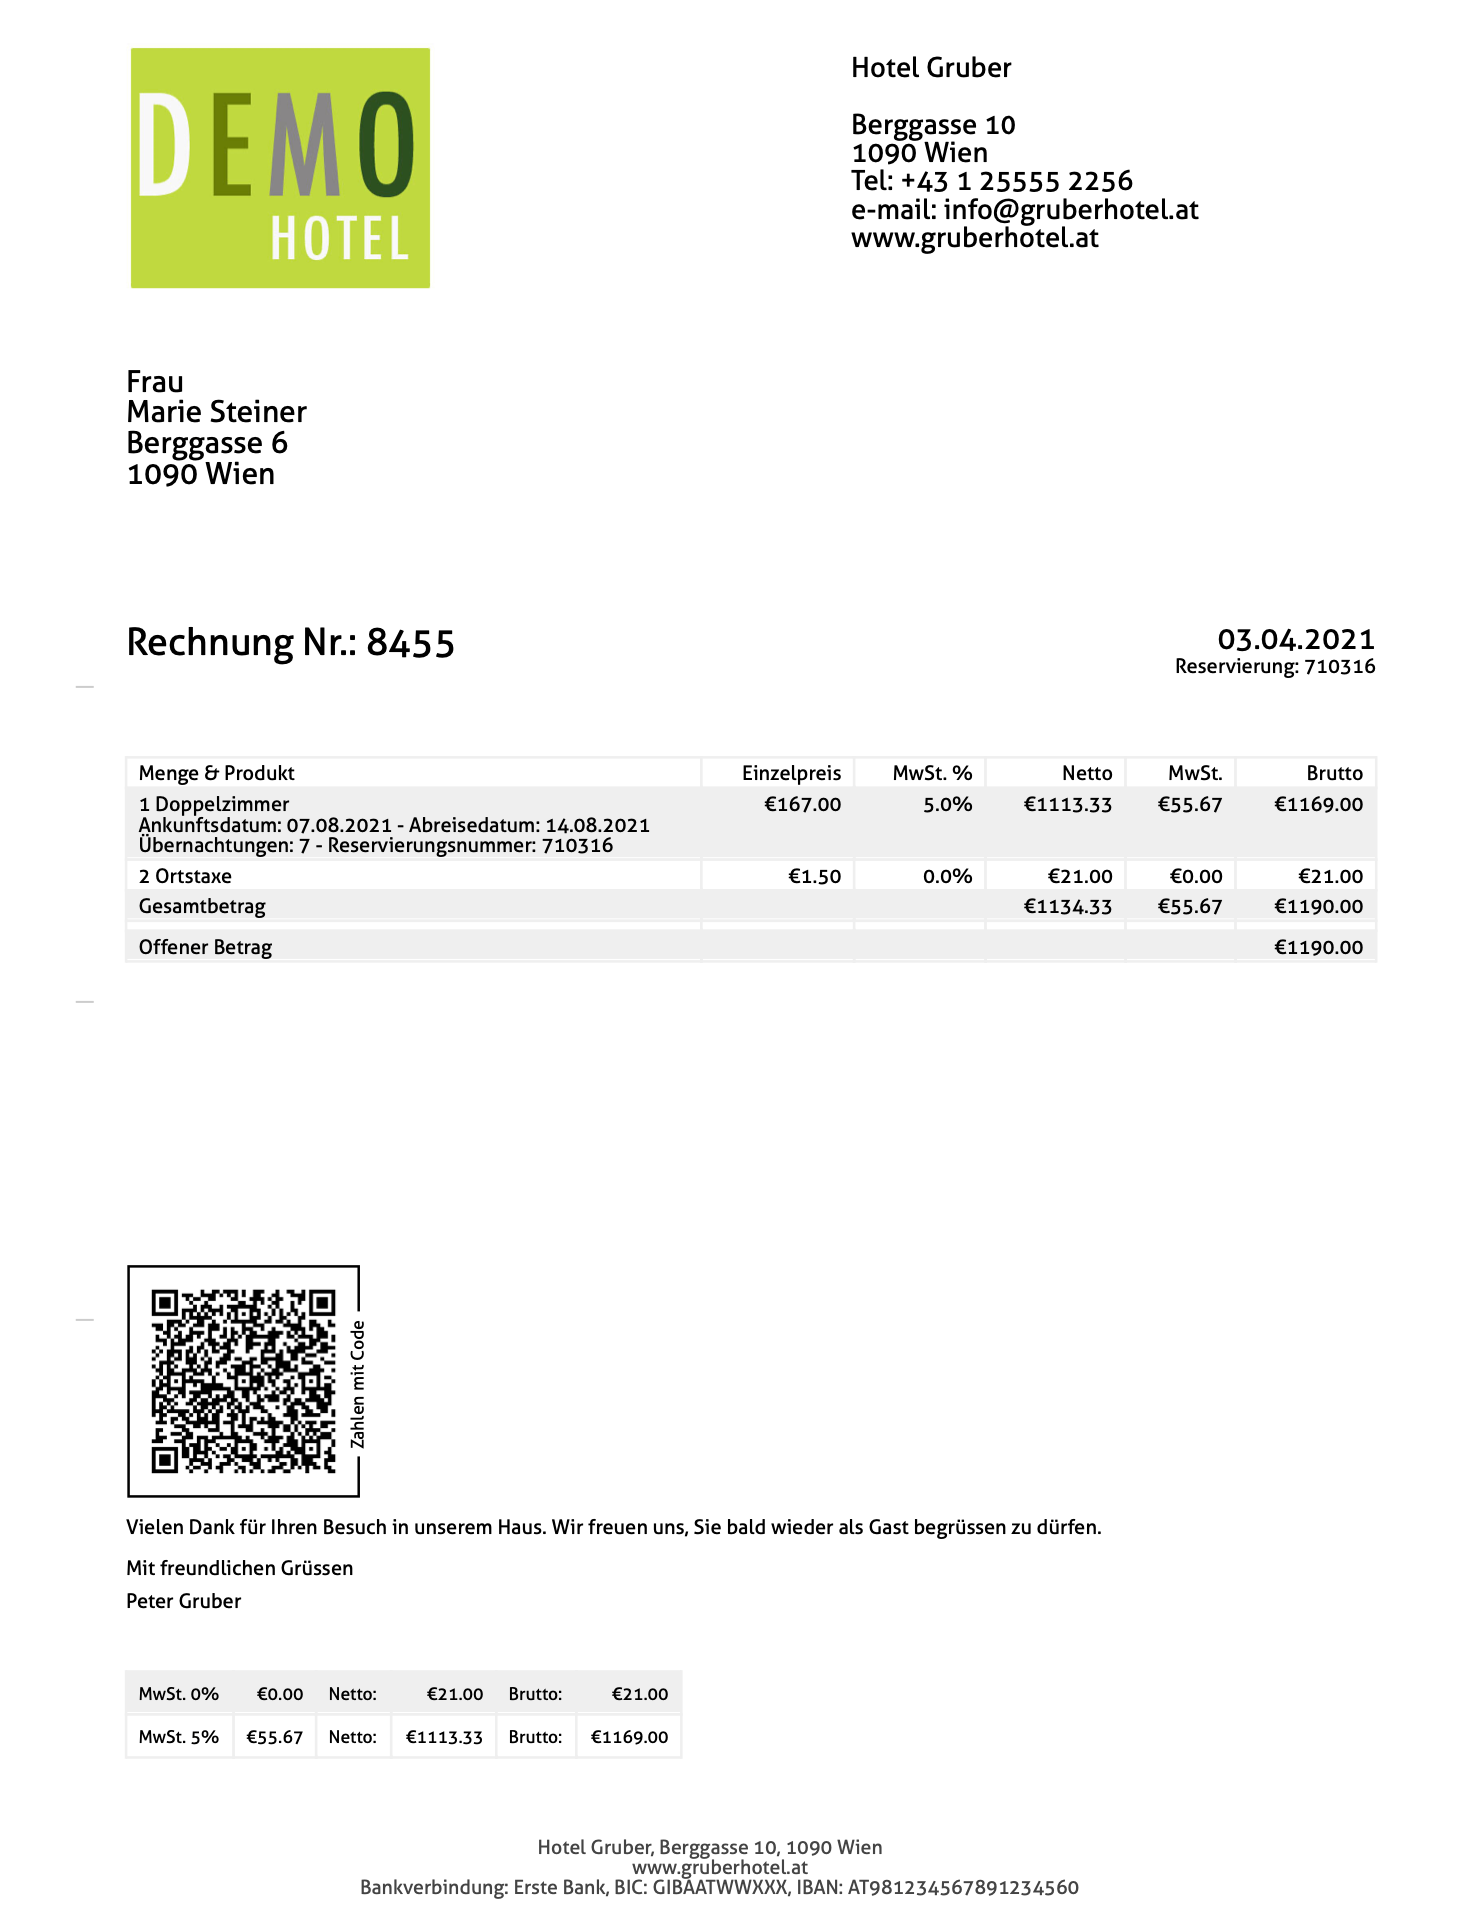 DEMO
HOTEL
Hotel Gruber
Berggasse 10
1090 Wien
Tel: +43 1 25555 2256
e-mail: info@gruberhotel.at
www.gruberhotel.at
Frau
Marie Steiner
Berggasse 6
1090 Wien
Rechnung Nr.: 8455
03.04.2021
Reservierung: 710316
Menge & Produkt Einzelpreis MwSt. % Netto MwSt. Brutto
1 Doppelzimmer €167.00 5.0% €1113.33 €55.67 €1169.00
Ankunftsdatum: 07.08.2021 - Abreisedatum: 14.08.2021
Übernachtungen: 7 - Reservierungsnummer: 710316
2 Ortstaxe €1.50 0.0% €21.00 €0.00 €21.00
Gesamtbetrag €1134.33 €55.67 €1190.00
Offener Betrag €1190.00
Zahlen mit Code
Vielen Dank für Ihren Besuch in unserem Haus. Wir freuen uns, Sie bald wieder als Gast begrüssen zu dürfen.
Mit freundlichen Grüssen
Peter Gruber
MwSt. 0% €0.00 Netto: €21.00 Brutto: €21.00
MwSt. 5% €55.67 Netto: €1113.33 Brutto: €1169.00
Hotel Gruber, Berggasse 10, 1090 Wien
www.gruberhotel.at
Bankverbindung: Erste Bank, BIC: GIBAATWWXXX, IBAN: AT981234567891234560